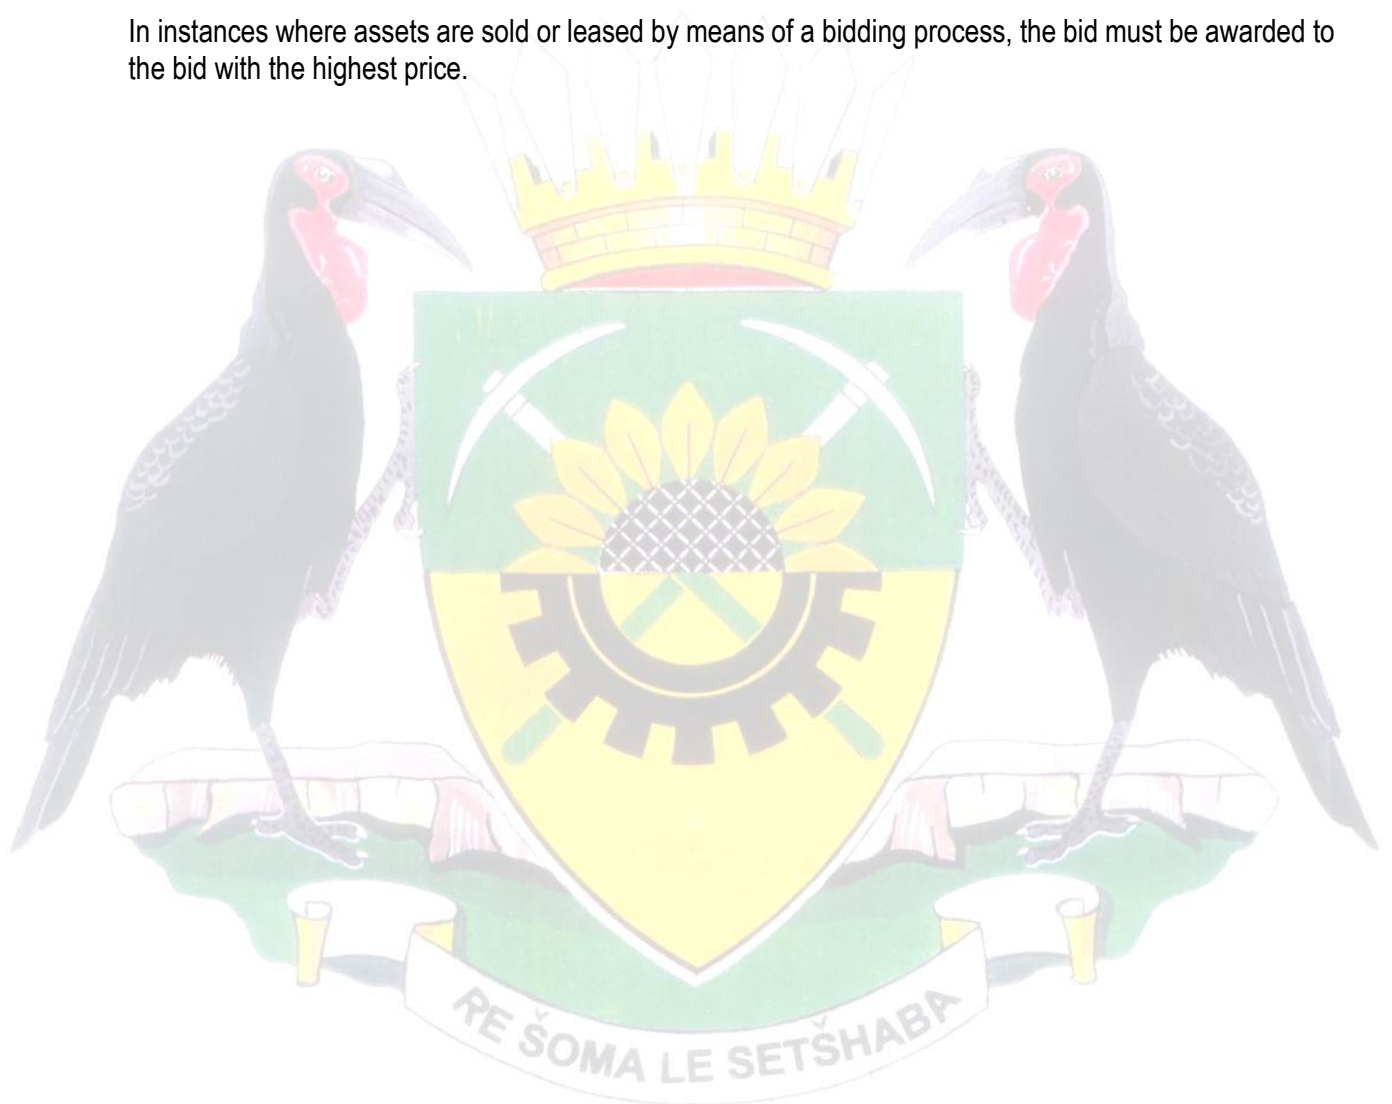 In instances where assets are sold or leased by means of a bidding process, the bid must be awarded to
the bid with the highest price.
RE ŠOMA LE SETŠHABA